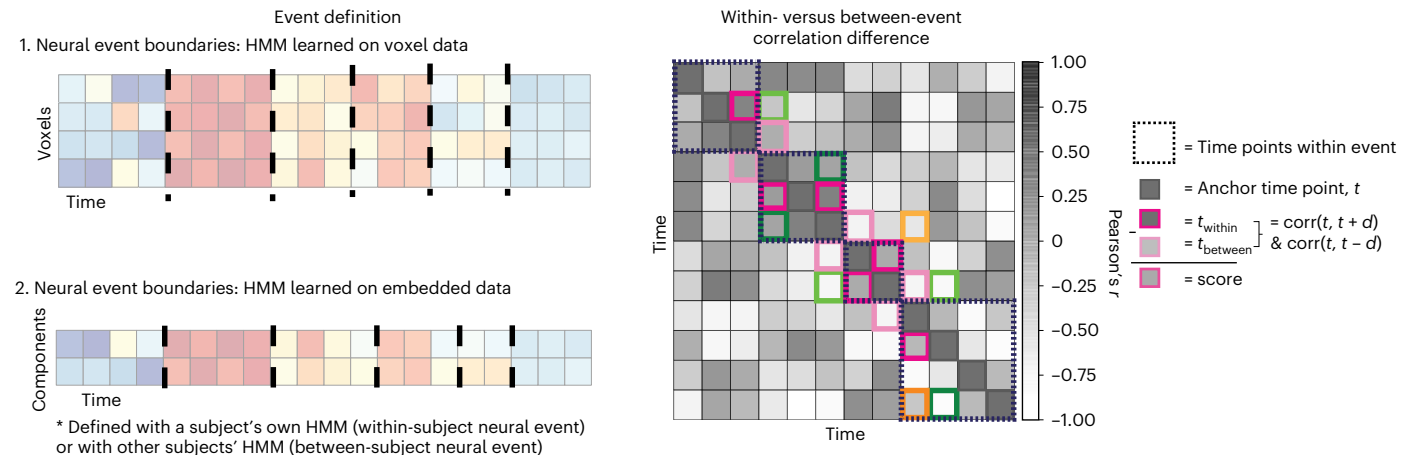 Event definition
1. Neural event boundaries: HMM learned on voxel data
Voxels
Time
2. Neural event boundaries: HMM learned on embedded data
Components
Time
* Defined with a subject's own HMM (within-subject neural event)
or with other subjects' HMM (between-subject neural event)
Within- versus between-event
correlation difference
Time
Time
1.00
0.75
0.50
0.25
0
−0.25
−0.50
−0.75
−1.00
Pearson's r
= Time points within event
= Anchor time point, t
= t within = corr(t, t + d)
– = t between & corr(t, t − d)
= score